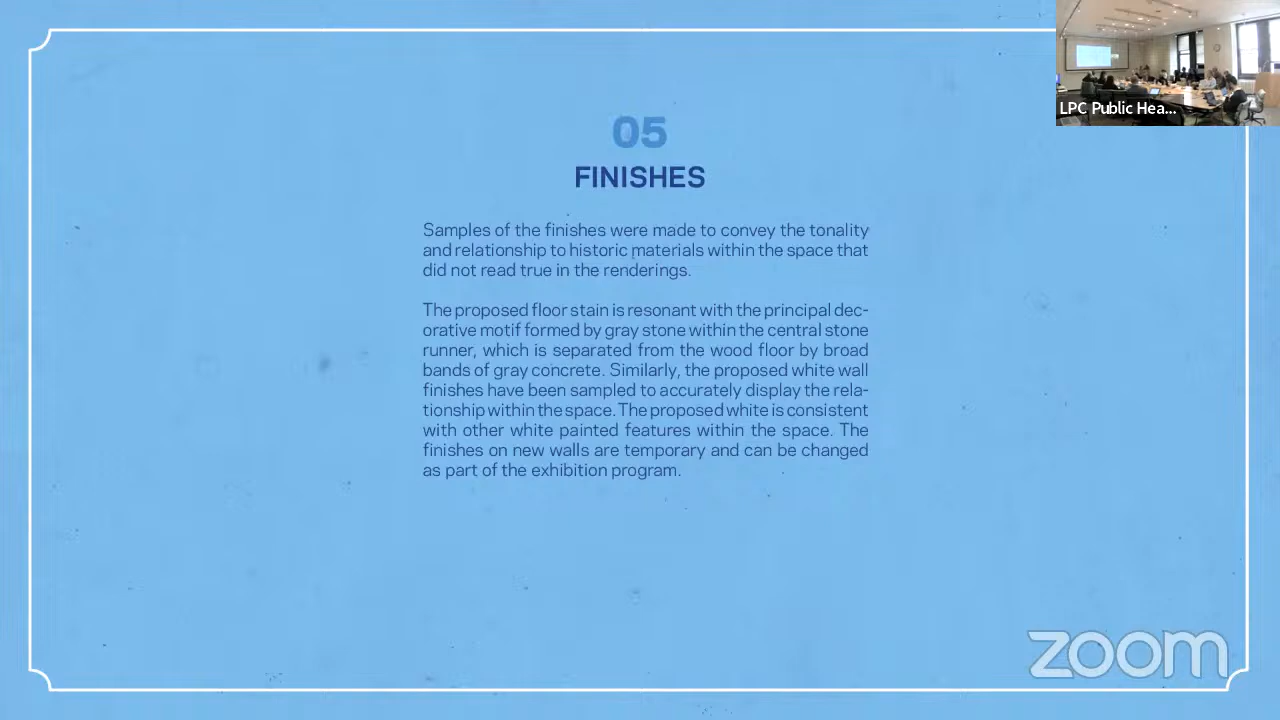 LPC Public Hea...
05
FINISHES
Samples of the finishes were made to convey the tonality
and relationship to historic materials within the space that
did not read true in the renderings.
The proposed floor stain is resonant with the principal dec-
orative motif formed by gray stone within the central stone
runner, which is separated from the wood floor by broad
bands of gray concrete. Similarly, the proposed white wall
finishes have been sampled to accurately display the rela-
tionship within the space. The proposed white is consistent
with other white painted features within the space. The
finishes on new walls are temporary and can be changed
as part of the exhibition program.
zoom